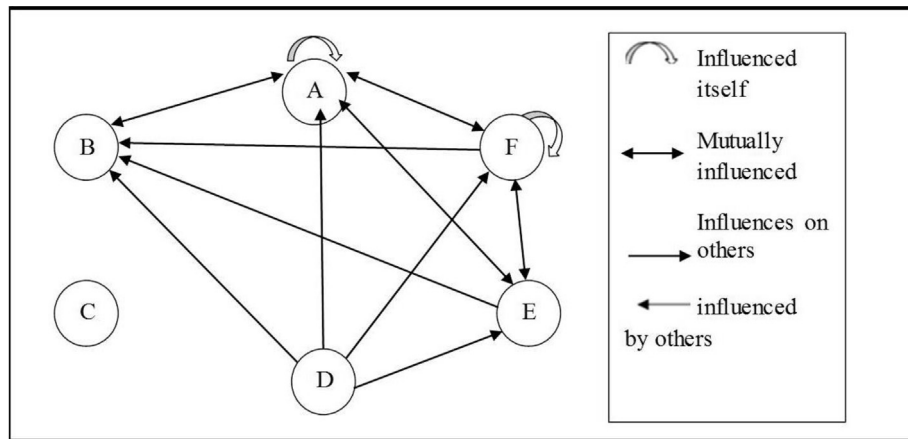 A
B
F
C
E
D
Influenced
itself
Mutually
influenced
Influences on
others
influenced
by others